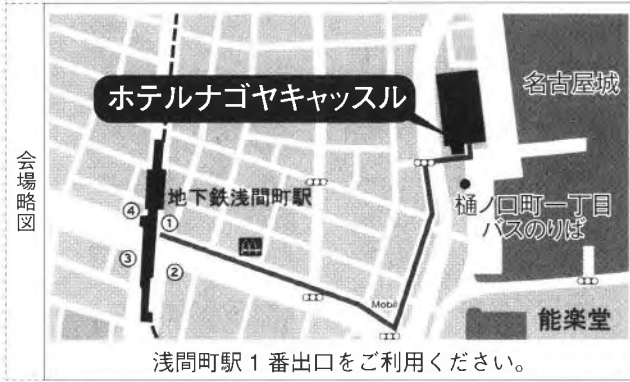 会場略図
ホテルナゴヤキャッスル
名古屋城
地下鉄浅間町駅
④
①
③
②
樋ノ口町一丁目
バスのりば
Mobil
能楽堂
浅間町駅1番出口をご利用ください。